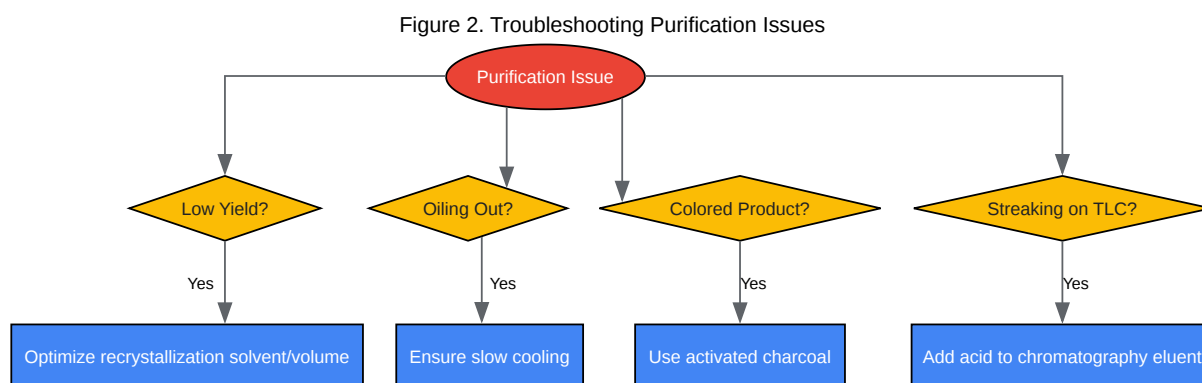 Figure 2. Troubleshooting Purification Issues
Purification Issue
Low Yield?
Oiling Out?
Colored Product?
Streaking on TLC?
Yes
Yes
Yes
Yes
Optimize recrystallization solvent/volume
Ensure slow cooling
Use activated charcoal
Add acid to chromatography eluent